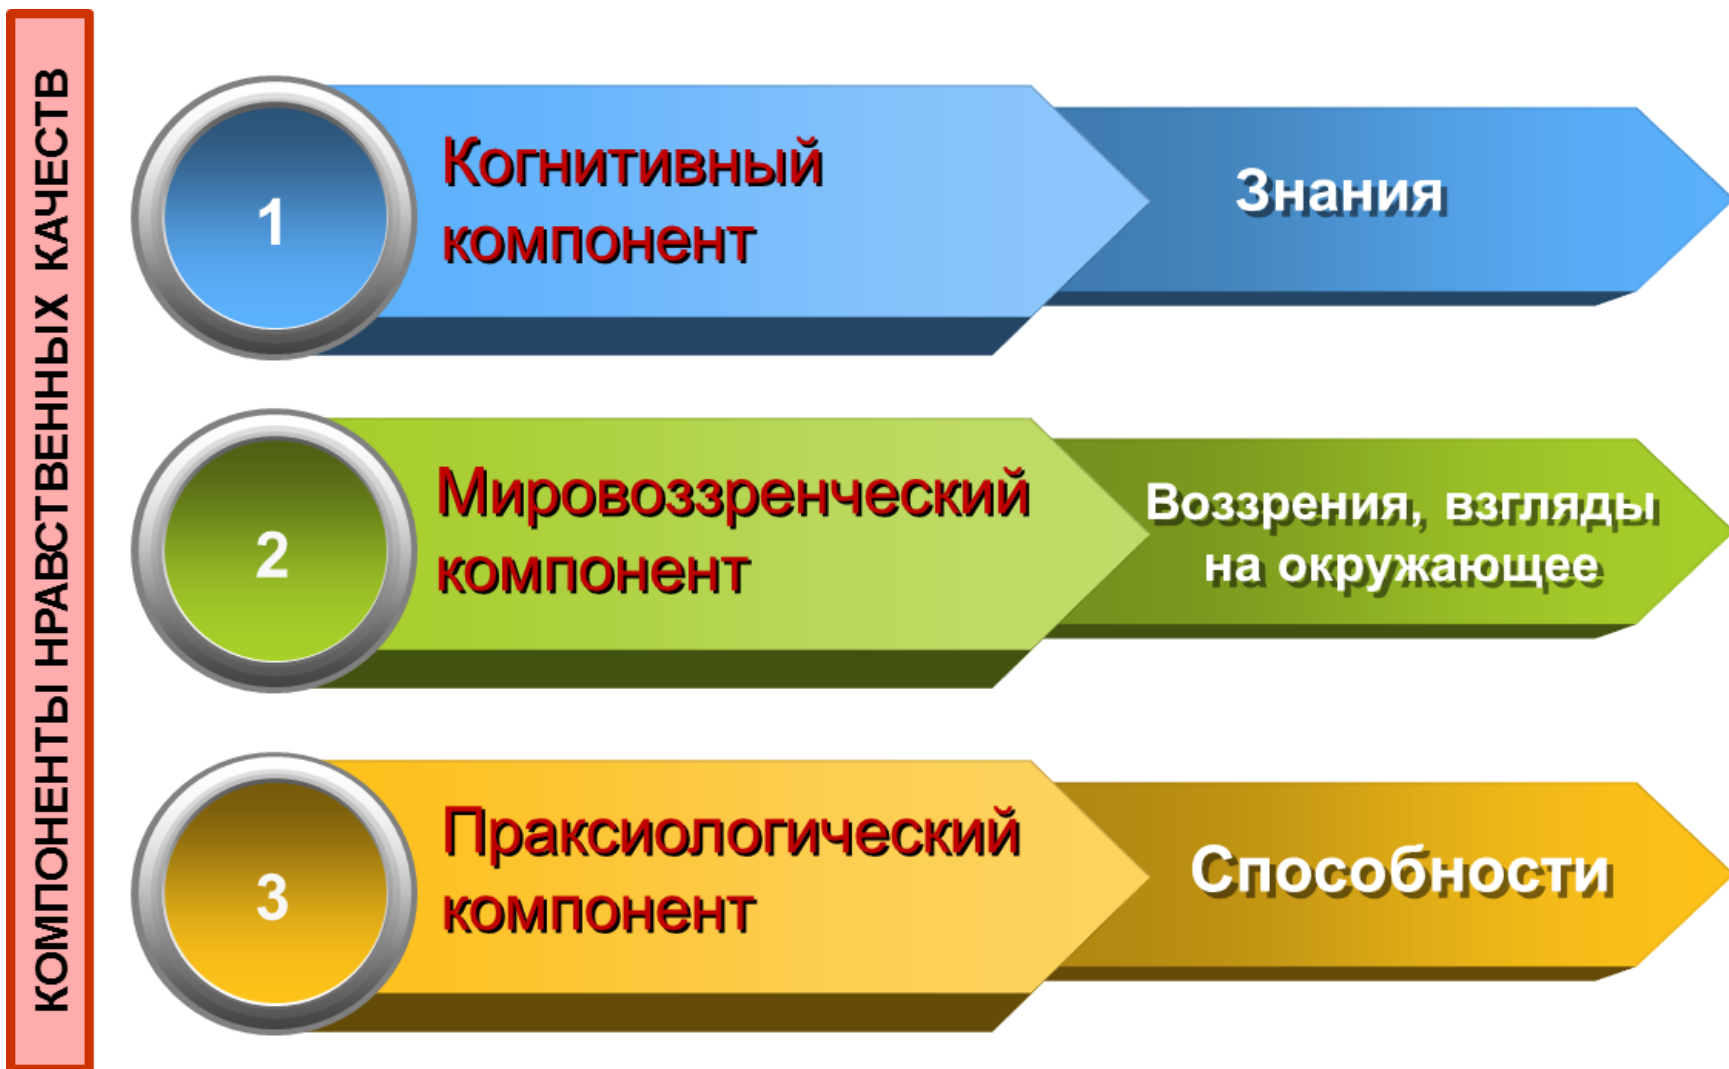 КОМПОНЕНТЫ НРАВСТВЕННЫХ КАЧЕСТВ
1
Когнитивный
компонент
Знания
2
Мировоззренческий
компонент
Воззрения, взгляды
на окружающее
3
Праксиологический
компонент
Способности